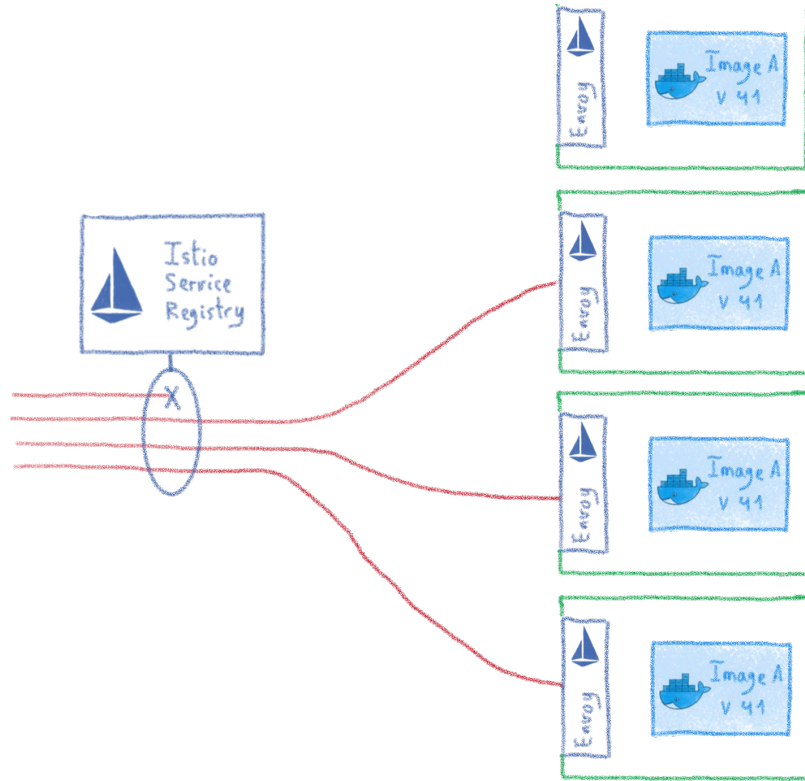 Envoy
Image A
v 41
Istio
Service
Registry
X
Envoy
Image A
v 41
Envoy
Image A
v 41
Envoy
Image A
v 41